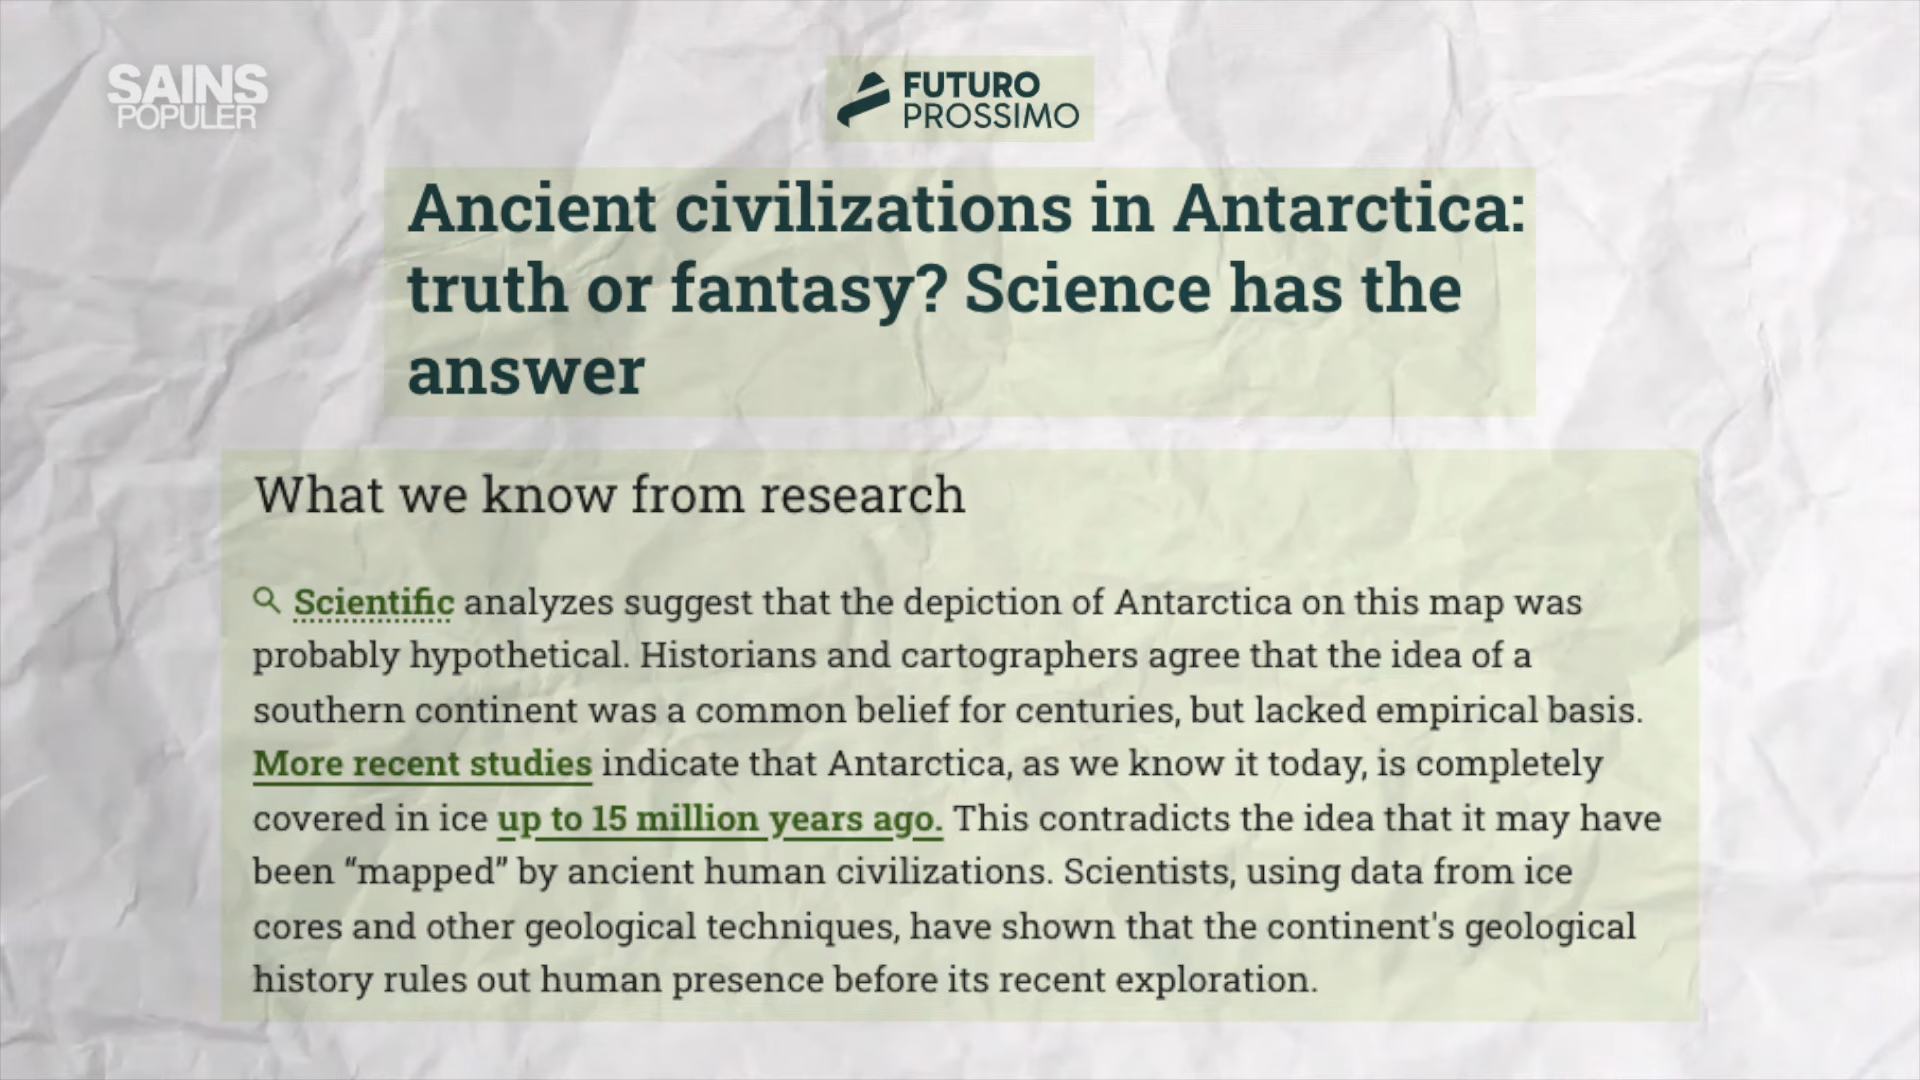 SAINS
POPULER
FUTURO
PROSSIMO
Ancient civilizations in Antarctica:
truth or fantasy? Science has the
answer
What we know from research
Scientific analyzes suggest that the depiction of Antarctica on this map was
probably hypothetical. Historians and cartographers agree that the idea of a
southern continent was a common belief for centuries, but lacked empirical basis.
More recent studies indicate that Antarctica, as we know it today, is completely
covered in ice up to 15 million years ago. This contradicts the idea that it may have
been “mapped” by ancient human civilizations. Scientists, using data from ice
cores and other geological techniques, have shown that the continent's geological
history rules out human presence before its recent exploration.